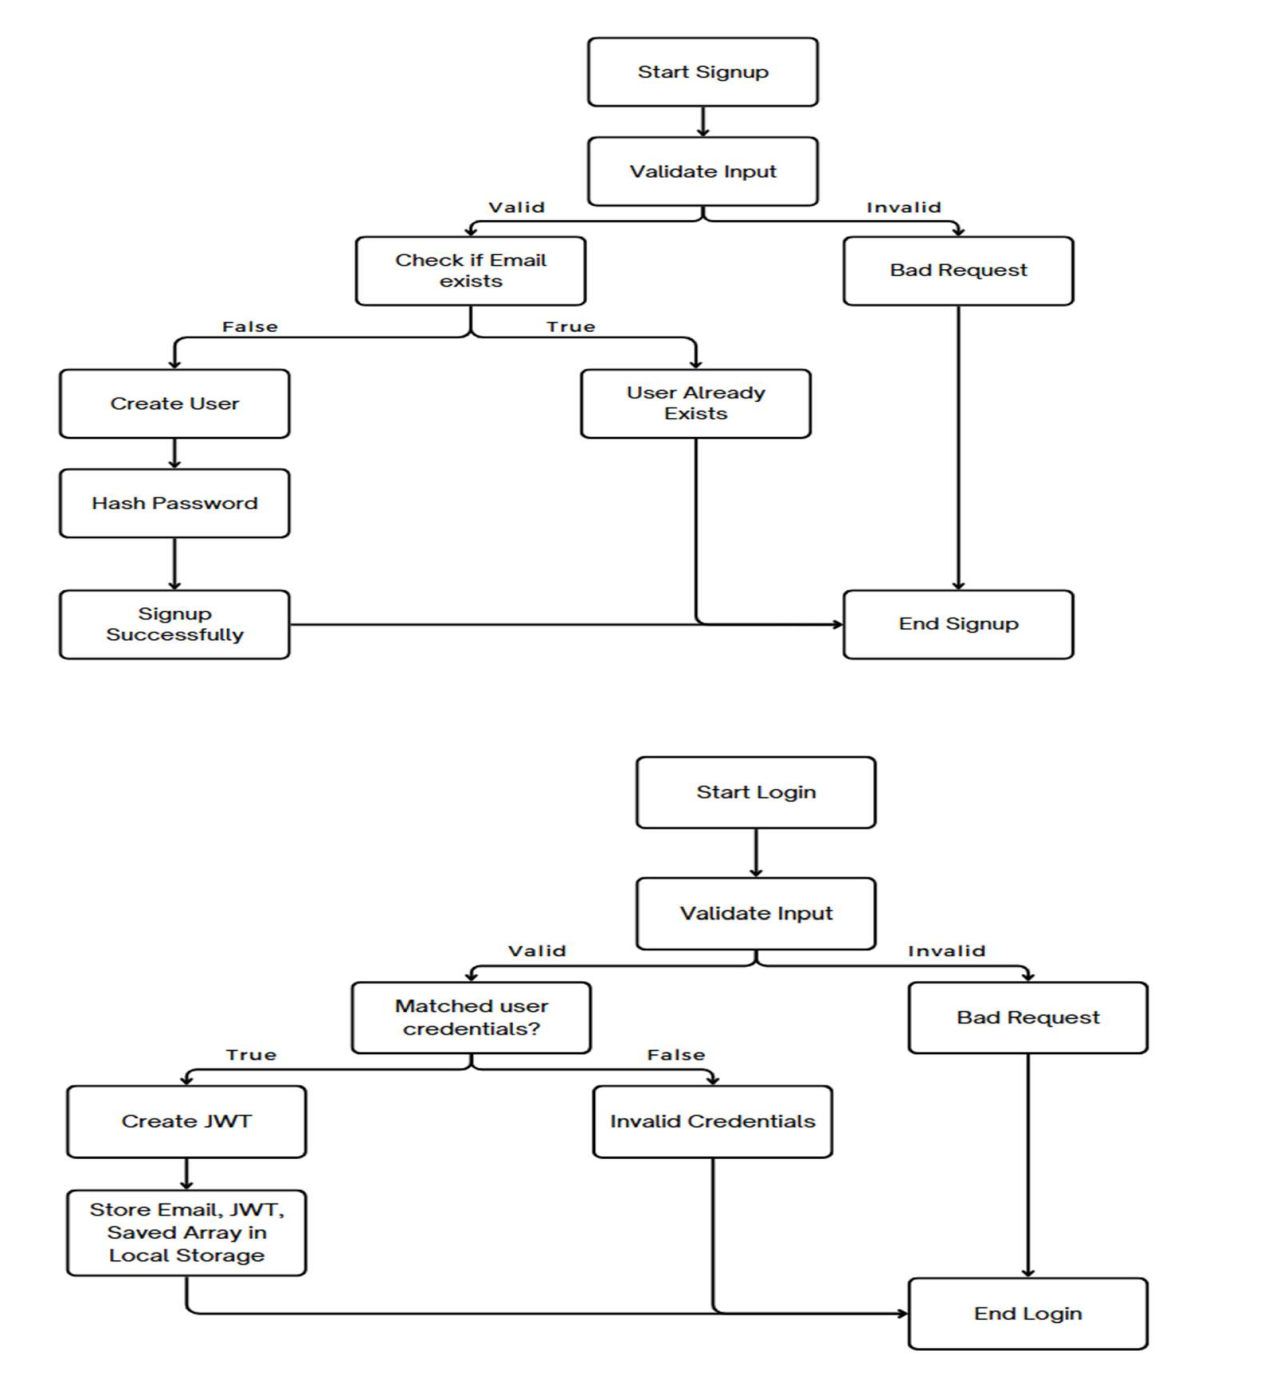 Start Signup
Validate Input
Valid
Invalid
Check if Email
exists
Bad Request
False
True
Create User
User Already
Exists
Hash Password
Signup
Successfully
End Signup
Start Login
Validate Input
Valid
Invalid
Matched user
credentials?
Bad Request
True
False
Create JWT
Invalid Credentials
Store Email, JWT,
Saved Array in
Local Storage
End Login